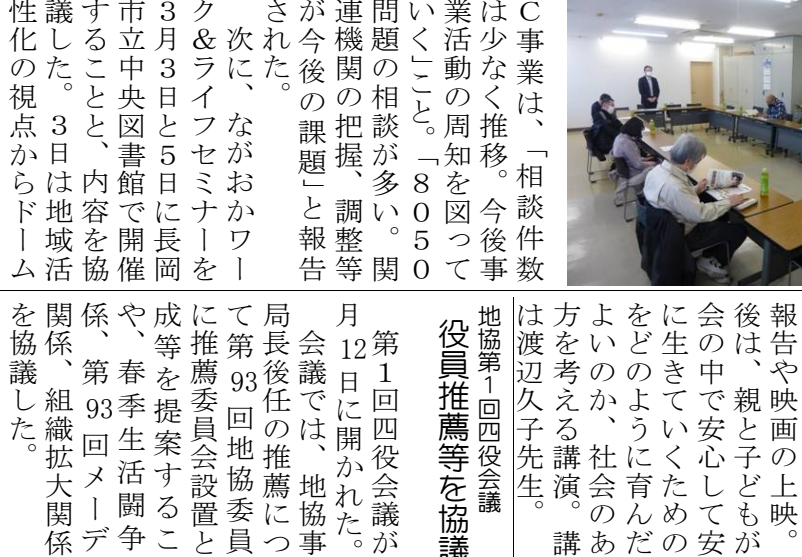 C事業は、「相談件数
は少なく推移。今後事
業活動の周知を図って
いく」こと。「8050
問題の相談が多い。関
連機関の把握、調整等
が今後の課題」と報告
された。
次に、ながおかワー
ク&ライフセミナーを
3月3日と5日に長岡
市立中央図書館で開催
することと、内容を協
議した。3日は地域活
性化の視点からドーム
報告や映画の上映。
後は、親と子どもが
会の中で安心して安
に生きていくための
をどのように育んだ
よいのか、社会のあ
方を考える講演。講
は渡辺久子先生。
地協第1回四役会議
役員推薦等を協議
第1回四役会議が
月12日に開かれた。
会議では、地協事
局長後任の推薦につ
て第93回地協委員
に推薦委員会設置と
成等を提案するこ
や、春季生活闘争
係、第93回メーデ
関係、組織拡大関係
を協議した。